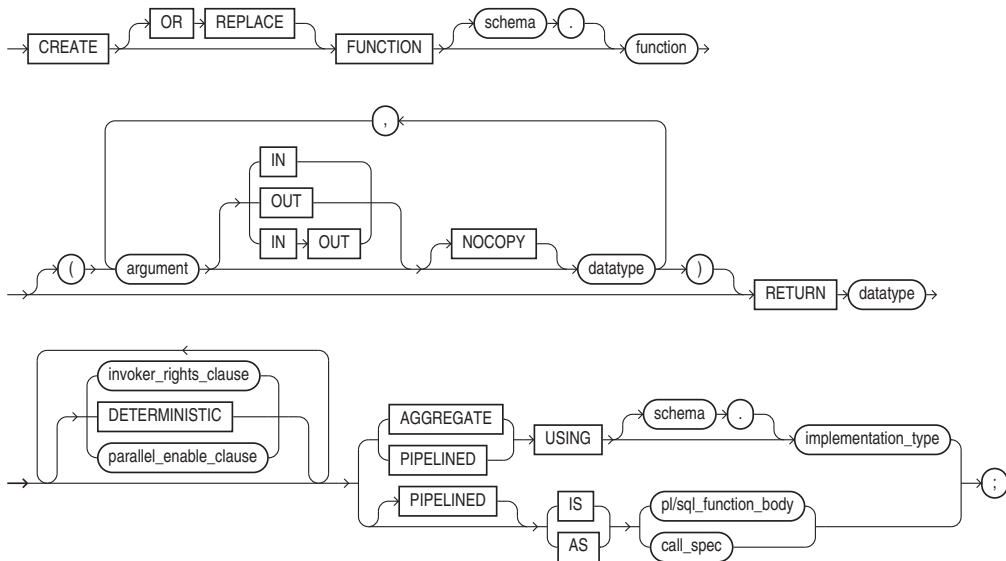 OR REPLACE schema .
CREATE FUNCTION function
,
IN
OUT
IN OUT NOCOPY
( argument datatype )
RETURN datatype
invoker_rights_clause
DETERMINISTIC
parallel_enable_clause
AGGREGATE
PIPELINED
USING
schema .
implementation_type
PIPELINED
IS
AS
pl/sql_function_body
call_spec
;